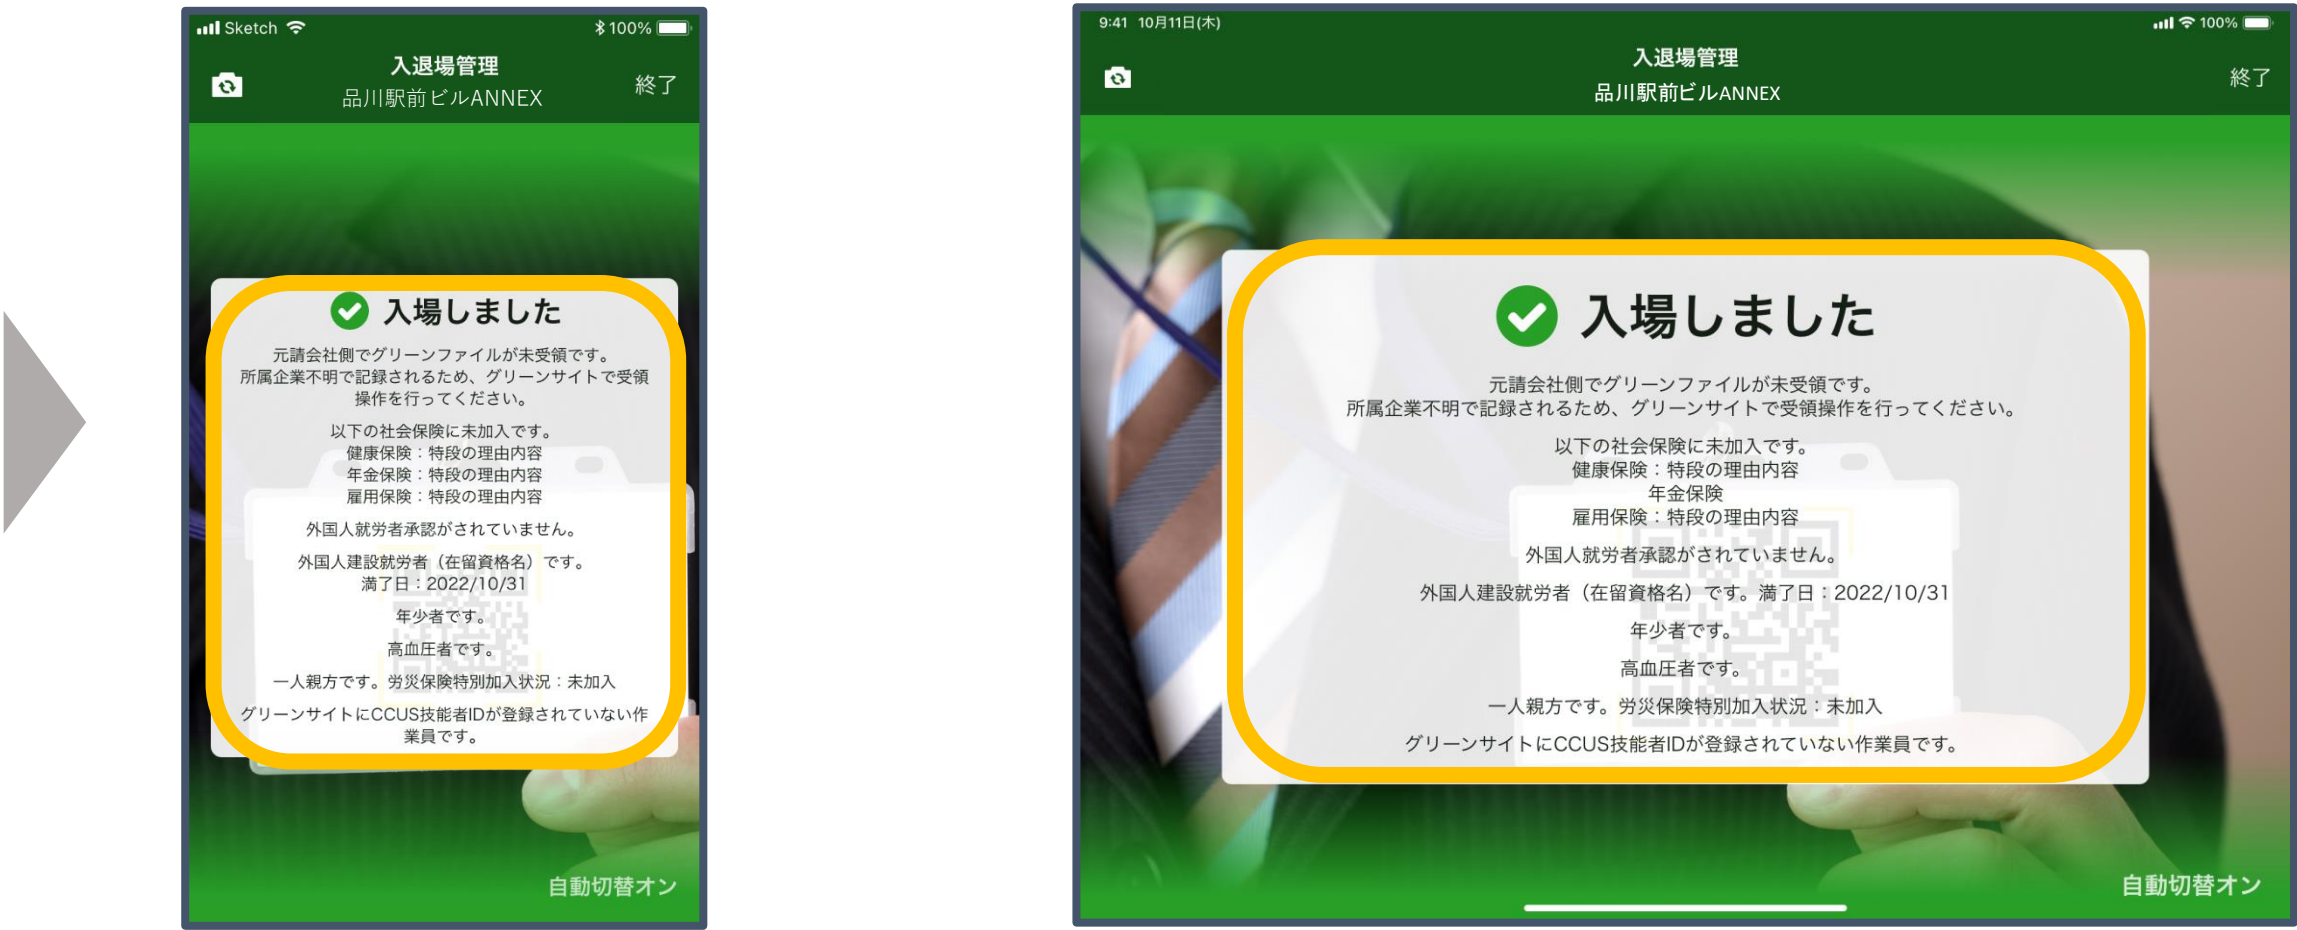 Sketch
100%
入退場管理
品川駅前ビルANNEX
終了
入場しました
元請会社側でグリーンファイルが未受領です。
所属企業不明で記録されるため、グリーンサイトで受領
操作を行ってください。
以下の社会保険に未加入です。
健康保険：特段の理由内容
年金保険：特段の理由内容
雇用保険：特段の理由内容
外国人就労者承認がされていません。
外国人建設就労者（在留資格名）です。
満了日：2022/10/31
年少者です。
高血圧者です。
一人親方です。労災保険特別加入状況：未加入
グリーンサイトにCCUS技能者IDが登録されていない作
業員です。
自動切替オン
9:41 10月11日(木)
100%
入退場管理
品川駅前ビルANNEX
終了
入場しました
元請会社側でグリーンファイルが未受領です。
所属企業不明で記録されるため、グリーンサイトで受領操作を行ってください。
以下の社会保険に未加入です。
健康保険：特段の理由内容
年金保険
雇用保険：特段の理由内容
外国人就労者承認がされていません。
外国人建設就労者（在留資格名）です。満了日：2022/10/31
年少者です。
高血圧者です。
一人親方です。労災保険特別加入状況：未加入
グリーンサイトにCCUS技能者IDが登録されていない作業員です。
自動切替オン